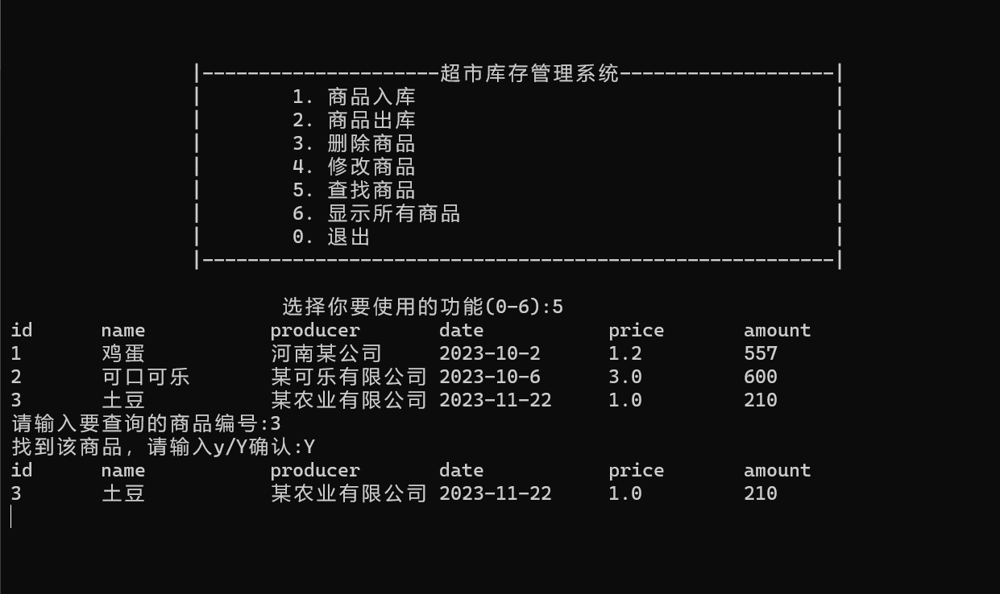 |---------------------超市库存管理系统-------------------|
|        1. 商品入库                                     |
|        2. 商品出库                                     |
|        3. 删除商品                                     |
|        4. 修改商品                                     |
|        5. 查找商品                                     |
|        6. 显示所有商品                                 |
|        0. 退出                                         |
|--------------------------------------------------------|
选择你要使用的功能(0-6):5
id name producer date price amount
1 鸡蛋 河南某公司 2023-10-2 1.2 557
2 可口可乐 某可乐有限公司 2023-10-6 3.0 600
3 土豆 某农业有限公司 2023-11-22 1.0 210
请输入要查询的商品编号:3
找到该商品, 请输入y/Y确认:Y
id name producer date price amount
3 土豆 某农业有限公司 2023-11-22 1.0 210